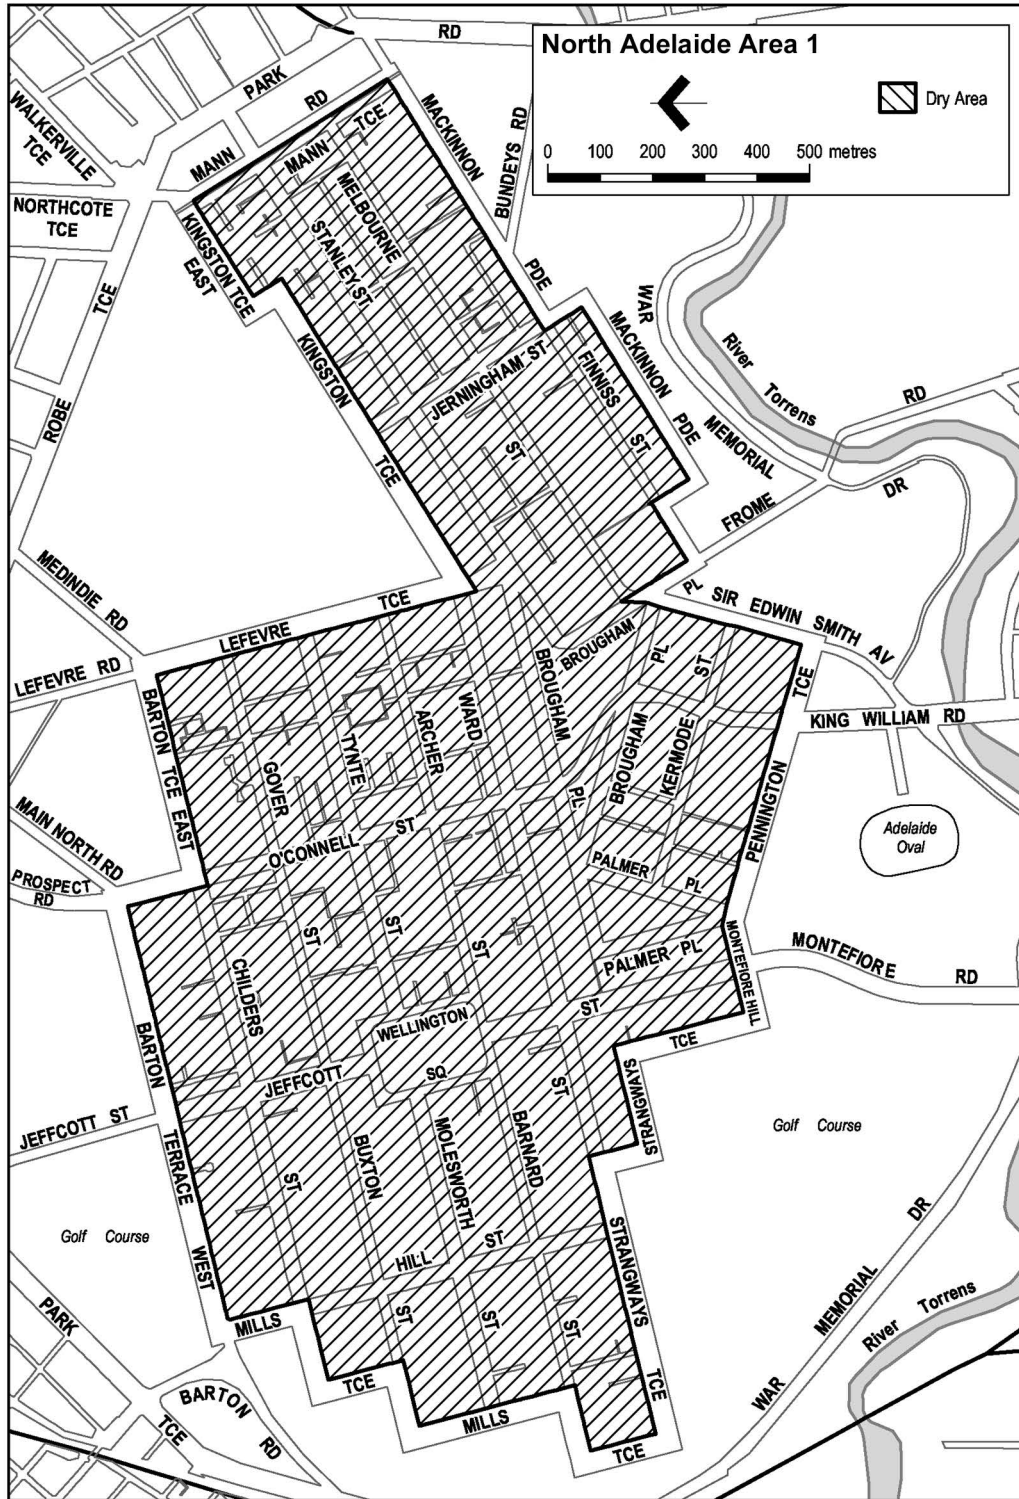 North Adelaide Area 1
Dry Area
0 100 200 300 400 500 metres
RD
PARK
WALKERVILLE
TCE
RD
MANN
MANN
TCE
MACKINNON
BUNDEYS RD
NORTHCOTE
TCE
KINGSTON TCE
EAST
MELBOURNE
STANLEY ST
PDE
WAR
River
Torrens
ROBE
TCE
KINGSTON
TCE
JERNINGHAM ST
FINNISS
ST
MACKINNON
PDE
MEMORIAL
RD
ST
DR
FROME
MEDINDIE RD
LEFEVRE
TCE
PL
SIR EDWIN SMITH AV
LEFEVRE RD
BROUGHAM
BARTON TCE EAST
BROUGHAM
PL
ST
TCE
KING WILLIAM RD
WARD
ARCHER
TYNTE
GOVER
BROUGHAM
KERMODE
PENNINGTON
O'CONNELL
ST
PL
Adelaide
Oval
MAIN NORTH RD
PROSPECT
RD
PALMER
PL
ST
ST
ST
MONTEFIORE HILL
MONTEFIORE
RD
CHILDERS
PALMER PL
WELLINGTON
ST
SQ
BARTON
TCE
JEFFCOTT
JEFFCOTT ST
ST
STRANGWAYS
MOLESWORTH
BARNARD
BUXTON
Golf Course
TERRACE
ST
Golf Course
WEST
HILL
ST
STRANGWAYS
DR
MEMORIAL
River
Torrens
PARK
MILLS
ST
ST
ST
TCE
TCE
WAR
BARTON
RD
TCE
MILLS
TCE